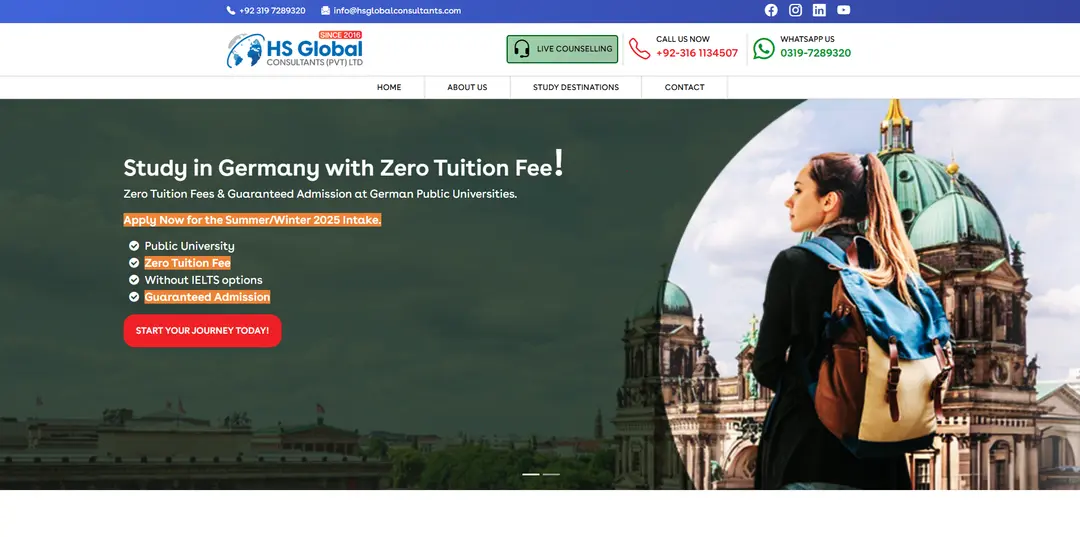 +92 319 7289320 info@hsglobalconsultants.com
SINCE 2016
HS Global
CONSULTANTS (PVT) LTD
LIVE COUNSELLING
CALL US NOW
+92-316 1134507
WHATSAPP US
0319-7289320
HOME ABOUT US STUDY DESTINATIONS CONTACT
Study in Germany with Zero Tuition Fee!
Zero Tuition Fees & Guaranteed Admission at German Public Universities.
Apply Now for the Summer/Winter 2025 Intake.
Public University
Zero Tuition Fee
Without IELTS options
Guaranteed Admission
START YOUR JOURNEY TODAY!